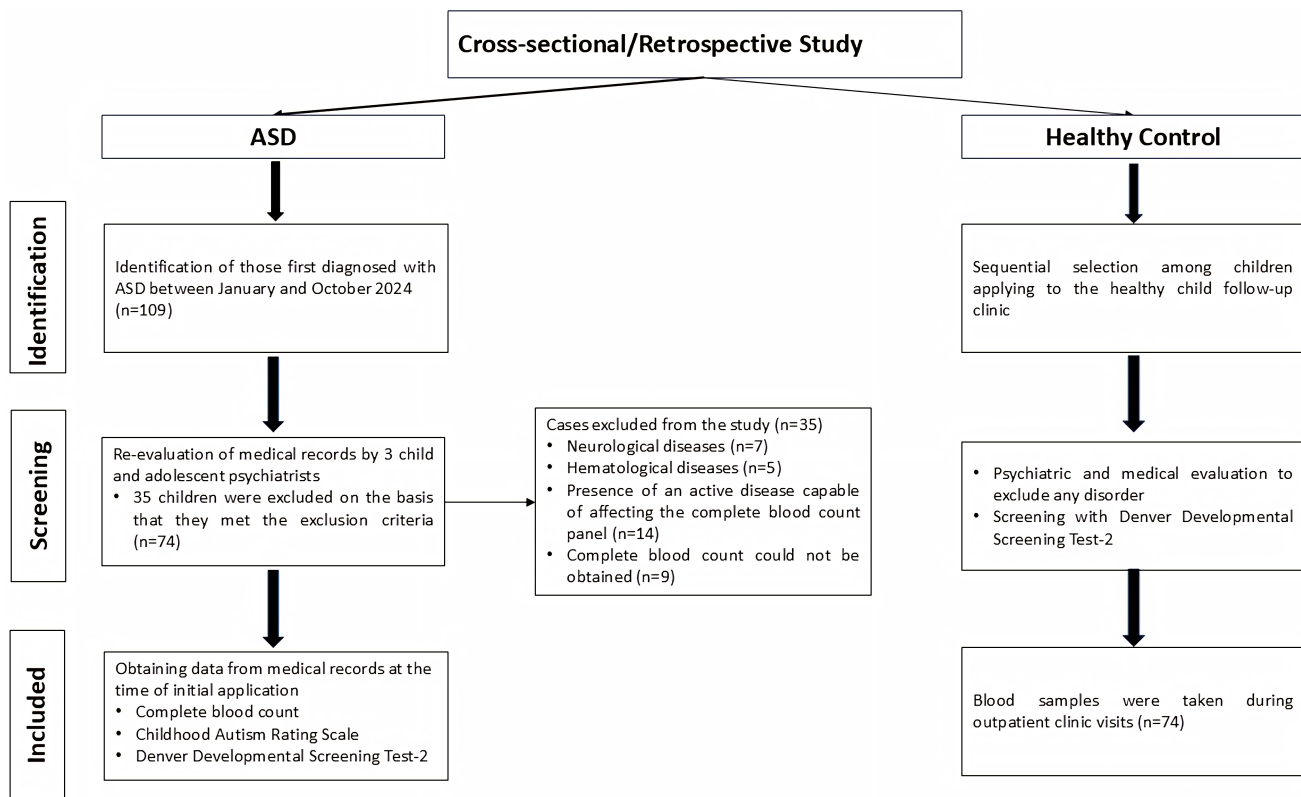 Cross-sectional/Retrospective Study
ASD
Healthy Control
Identification
Identification of those first diagnosed with
ASD between January and October 2024
(n=109)
Sequential selection among children
applying to the healthy child follow-up
clinic
Screening
Re-evaluation of medical records by 3 child
and adolescent psychiatrists
• 35 children were excluded on the basis
that they met the exclusion criteria
(n=74)
Cases excluded from the study (n=35)
• Neurological diseases (n=7)
• Hematological diseases (n=5)
• Presence of an active disease capable
of affecting the complete blood count
panel (n=14)
• Complete blood count could not be
obtained (n=9)
• Psychiatric and medical evaluation to
exclude any disorder
• Screening with Denver Developmental
Screening Test-2
Included
Obtaining data from medical records at the
time of initial application
• Complete blood count
• Childhood Autism Rating Scale
• Denver Developmental Screening Test-2
Blood samples were taken during
outpatient clinic visits (n=74)